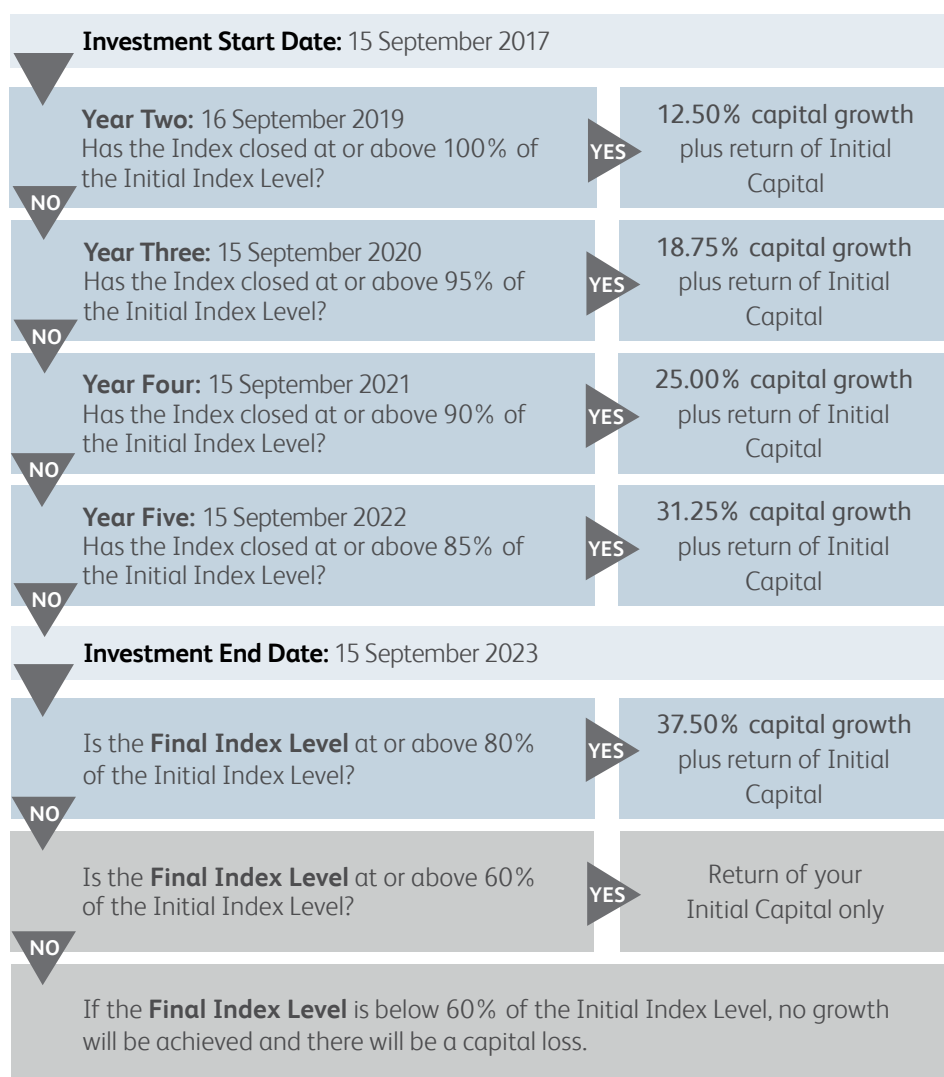 Investment Start Date: 15 September 2017
Year Two: 16 September 2019
Has the Index closed at or above 100% of
the Initial Index Level?
YES
12.50% capital growth
plus return of Initial
Capital
NO
Year Three: 15 September 2020
Has the Index closed at or above 95% of
the Initial Index Level?
YES
18.75% capital growth
plus return of Initial
Capital
NO
Year Four: 15 September 2021
Has the Index closed at or above 90% of
the Initial Index Level?
YES
25.00% capital growth
plus return of Initial
Capital
NO
Year Five: 15 September 2022
Has the Index closed at or above 85% of
the Initial Index Level?
YES
31.25% capital growth
plus return of Initial
Capital
NO
Investment End Date: 15 September 2023
Is the Final Index Level at or above 80%
of the Initial Index Level?
YES
37.50% capital growth
plus return of Initial
Capital
NO
Is the Final Index Level at or above 60%
of the Initial Index Level?
YES
Return of your
Initial Capital only
NO
If the Final Index Level is below 60% of the Initial Index Level, no growth
will be achieved and there will be a capital loss.